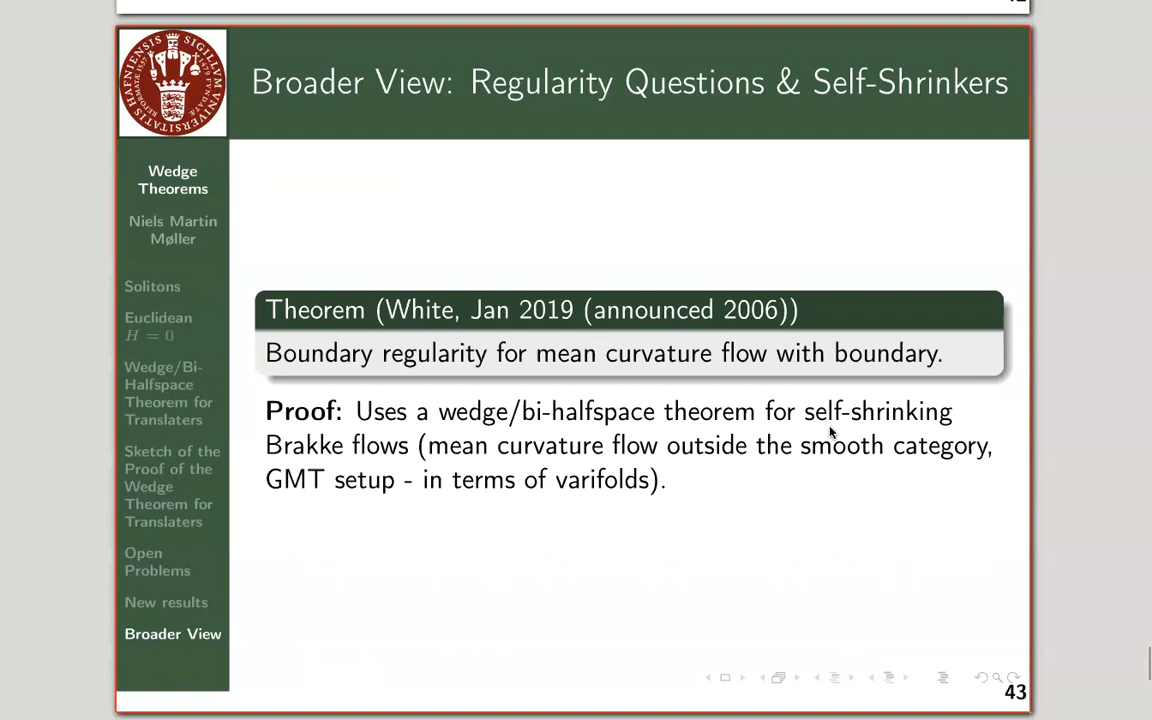 Broader View: Regularity Questions & Self-Shrinkers
Wedge
Theorems
Niels Martin
Møller
Solitons
Euclidean
H = 0
Wedge/Bi-
Halfspace
Theorem for
Translaters
Sketch of the
Proof of the
Wedge
Theorem for
Translaters
Open
Problems
New results
Broader View
Theorem (White, Jan 2019 (announced 2006))
Boundary regularity for mean curvature flow with boundary.
Proof: Uses a wedge/bi-halfspace theorem for self-shrinking
Brakke flows (mean curvature flow outside the smooth category,
GMT setup - in terms of varifolds).
43